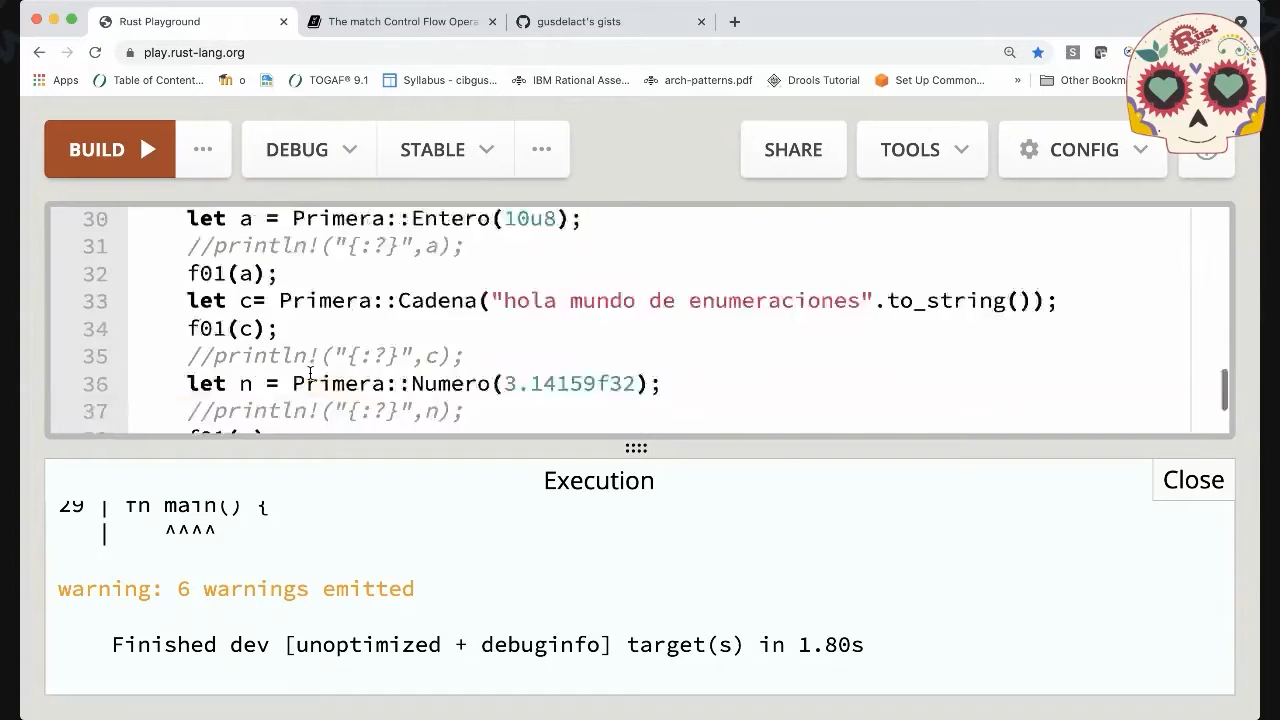 Rust Playground
The match Control Flow Opera
gusdelact's gists
play.rust-lang.org
Apps
Table of Content...
o
TOGAF® 9.1
Syllabus - cibgus...
IBM Rational Asse...
arch-patterns.pdf
Drools Tutorial
Set Up Common...
»
Other Bookm
Rust
BUILD
...
DEBUG
STABLE
...
SHARE
TOOLS
CONFIG
30 let a = Primera::Entero(10u8);
31 //println!("{:?}",a);
32 f01(a);
33 let c= Primera::Cadena("hola mundo de enumeraciones".to_string());
34 f01(c);
35 //println!("{:?}",c);
36 let n = Primera::Numero(3.14159f32);
37 //println!("{:?}",n);
Execution
Close
29 | fn main() {
| ^^^^
warning: 6 warnings emitted
Finished dev [unoptimized + debuginfo] target(s) in 1.80s